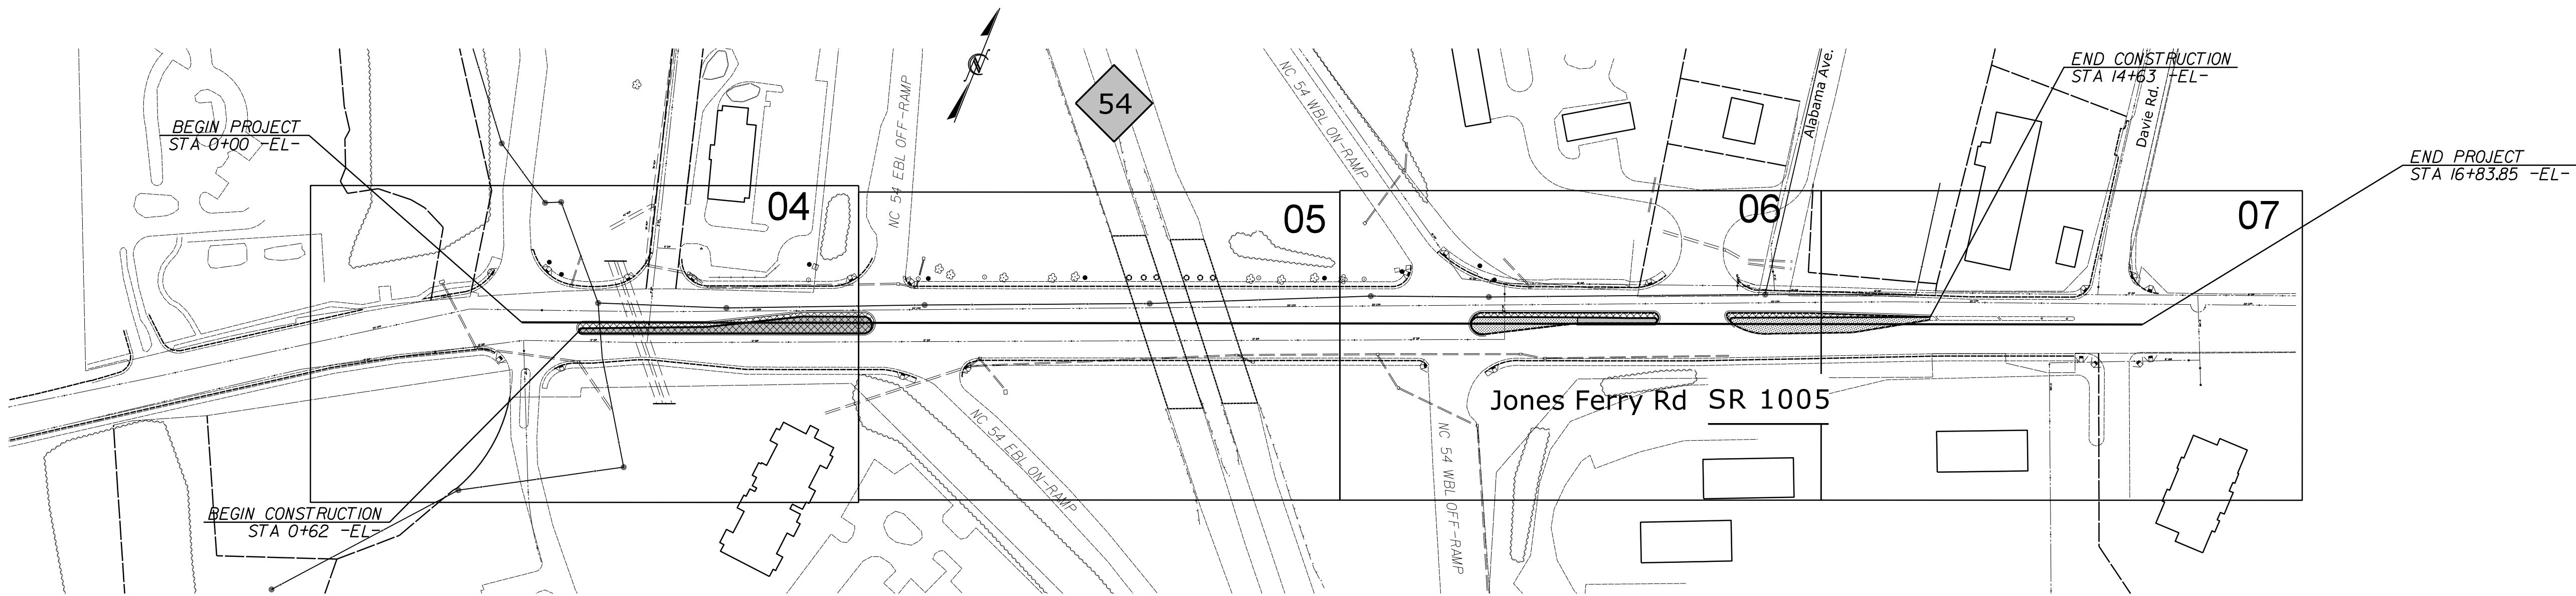 END CONSTRUCTION
STA 14+63 -EL-
54
BEGIN PROJECT
STA 0+00 -EL-
NC 54 EBL OFF-RAMP
NC 54 WBL ON-RAMP
Alabama Ave.
Davie Rd.
END PROJECT
STA 16+83.85 -EL-
04
05
06
07
Jones Ferry Rd SR 1005
NC 54 EBL ON-RAMP
NC 54 WBL OFF-RAMP
BEGIN CONSTRUCTION
STA 0+62 -EL-